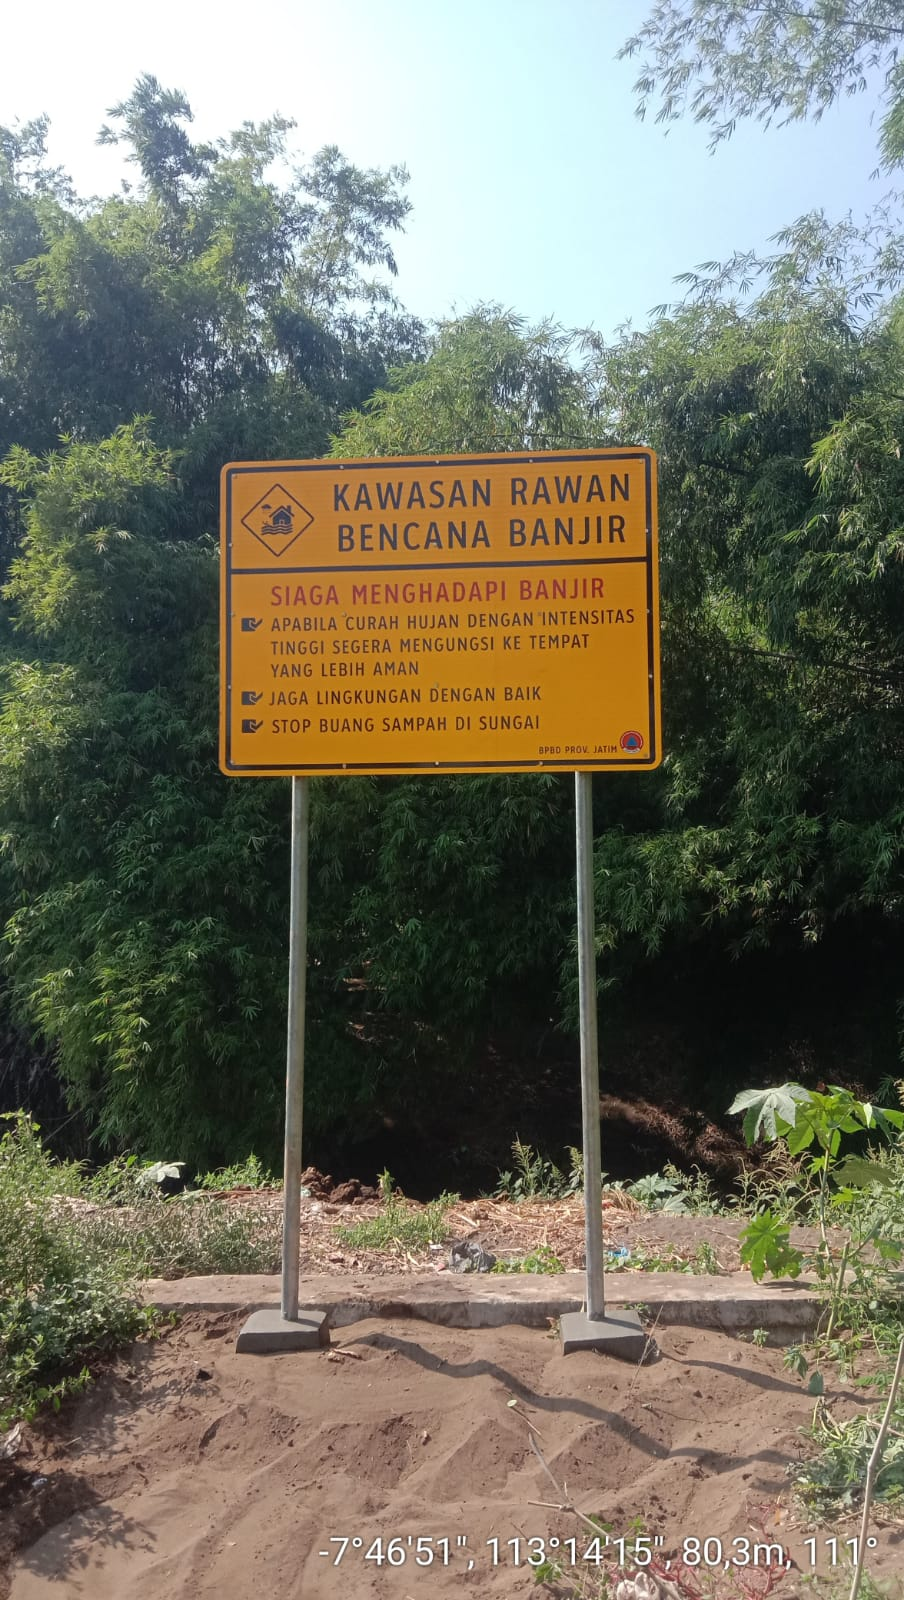 KAWASAN RAWAN
BENCANA BANJIR
SIAGA MENGHADAPI BANJIR
APABILA CURAH HUJAN DENGAN INTENSITAS
TINGGI SEGERA MENGUNGSI KE TEMPAT
YANG LEBIH AMAN
JAGA LINGKUNGAN DENGAN BAIK
STOP BUANG SAMPAH DI SUNGAI
BPBD PROV. JATIM
-7°46'51", 113°14'15", 80,3m, 111°